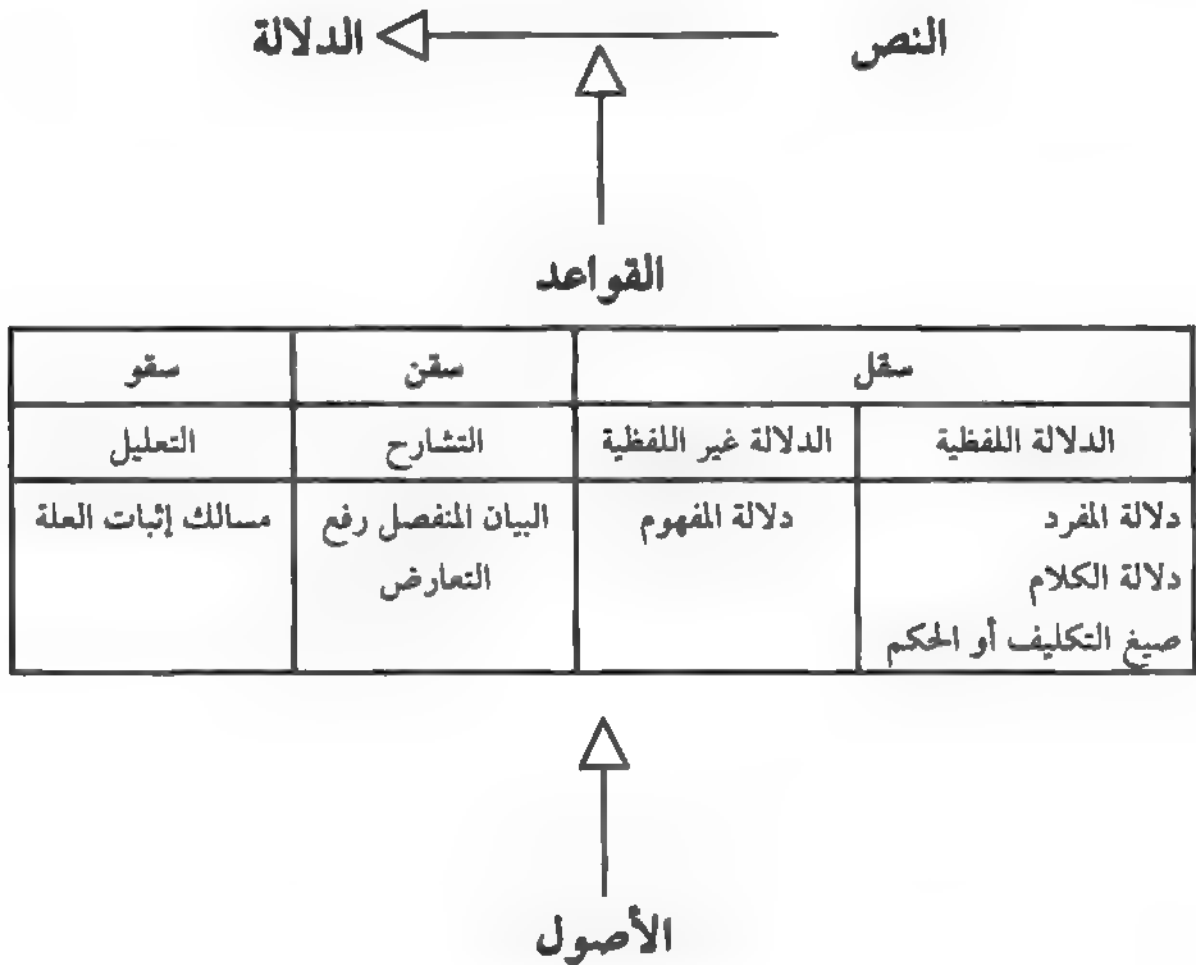 النص
الدلالة
القواعد
سقل
سقن
سقو
الدلالة اللفظية
الدلالة غير اللفظية
التشارح
التعليل
دلالة المفرد
دلالة الكلام
صيغ التكليف أو الحكم
دلالة المفهوم
البيان المنفصل رفع
التعارض
مسالك إثبات العلة
الأصول